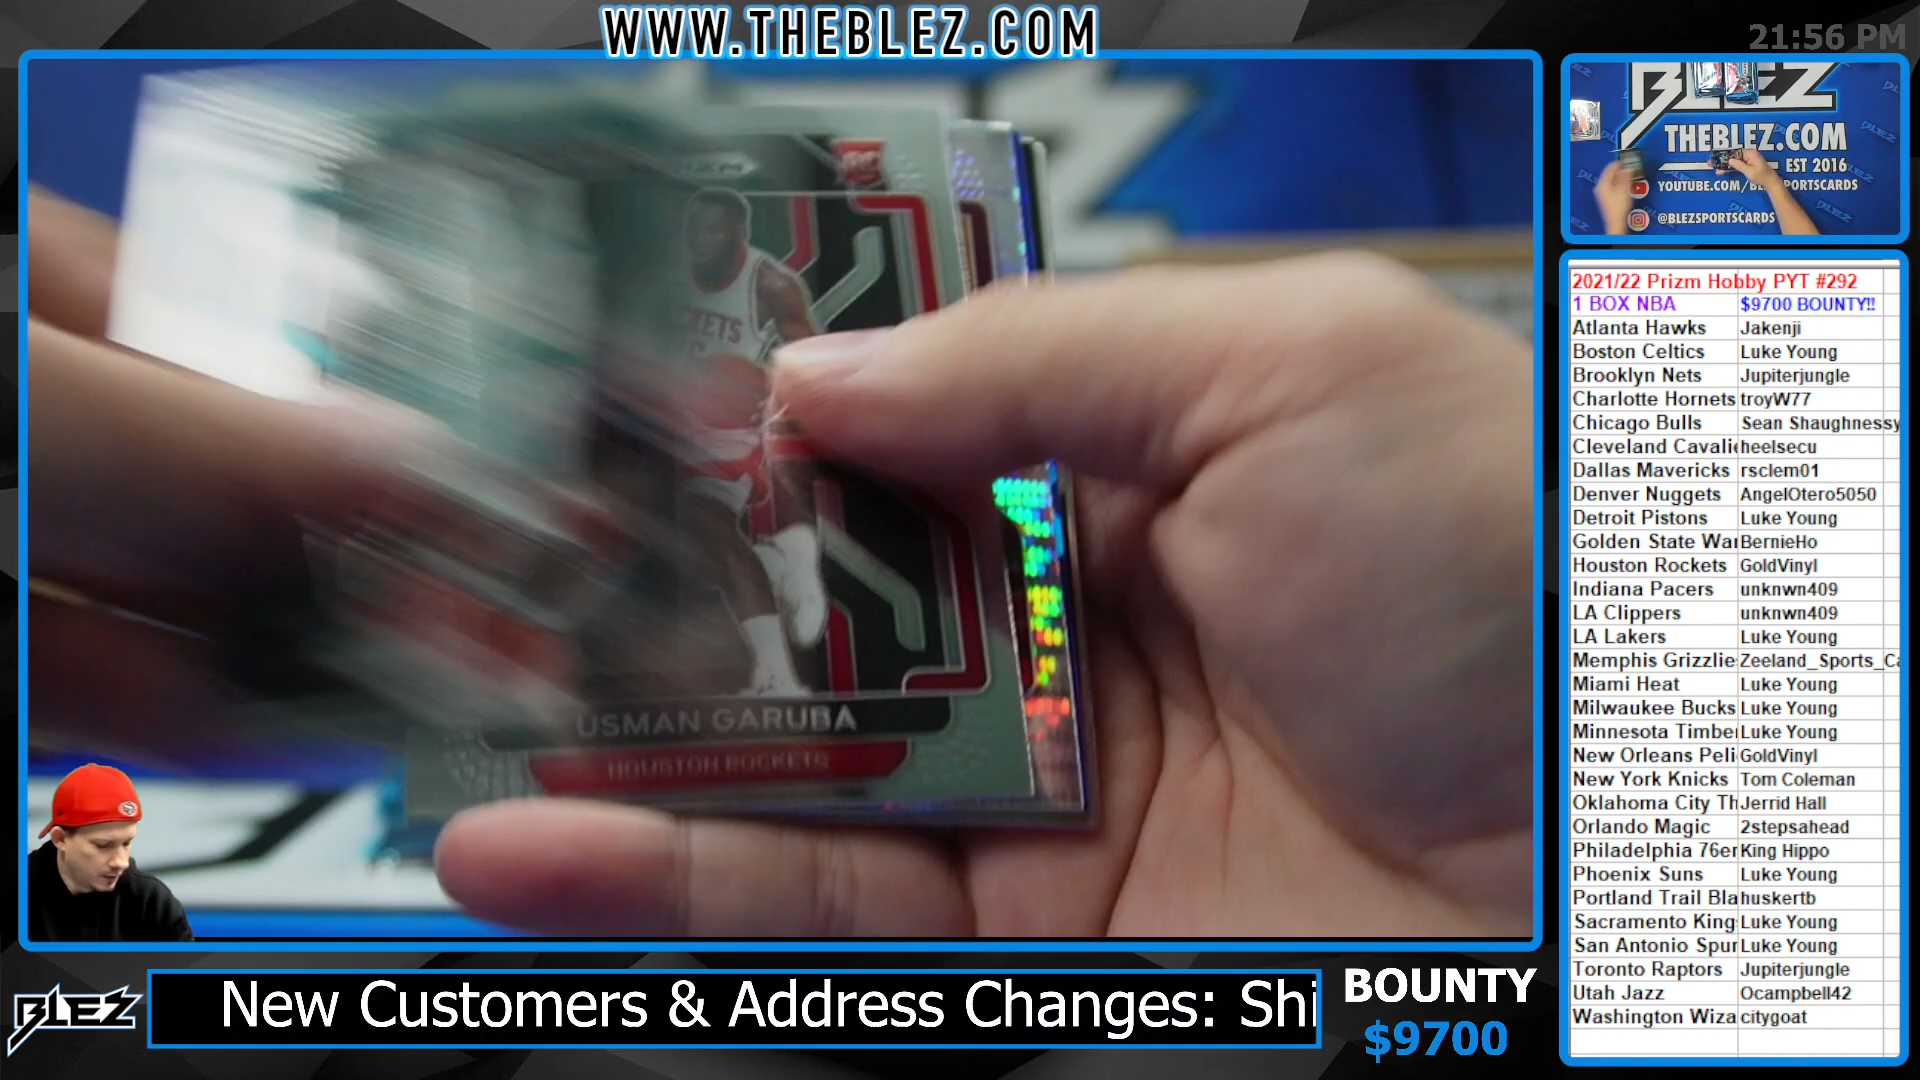 WWW.THEBLEZ.COM
21:56 PM
BLEZ
THEBLEZ.COM
EST 2016
@BLEZSPORTSCARDS
RC
USMAN GARUBA
HOUSTON ROCKETS
2021/22 Prizm Hobby PYT #292
1 BOX NBA $9700 BOUNTY!!
Atlanta Hawks Jakenji
Boston Celtics Luke Young
Brooklyn Nets Jupiterjungle
Charlotte Hornets troyW77
Chicago Bulls Sean Shaughnessy
Cleveland Cavali heelsecu
Dallas Mavericks rsclem01
Denver Nuggets AngelOtero5050
Detroit Pistons Luke Young
Golden State War BernieHo
Houston Rockets GoldVinyl
Indiana Pacers unknwn409
LA Clippers unknwn409
LA Lakers Luke Young
Memphis Grizzlie Zeeland_Sports_Ca
Miami Heat Luke Young
Milwaukee Bucks Luke Young
Minnesota Timber Luke Young
New Orleans Peli GoldVinyl
New York Knicks Tom Coleman
Oklahoma City Th Jerrid Hall
Orlando Magic 2stepsahead
Philadelphia 76er King Hippo
Phoenix Suns Luke Young
Portland Trail Bla huskertb
Sacramento King Luke Young
San Antonio Spur Luke Young
Toronto Raptors Jupiterjungle
Utah Jazz Ocampbell42
Washington Wiza citygoat
BLEZ
New Customers & Address Changes: Shi
BOUNTY
$9700